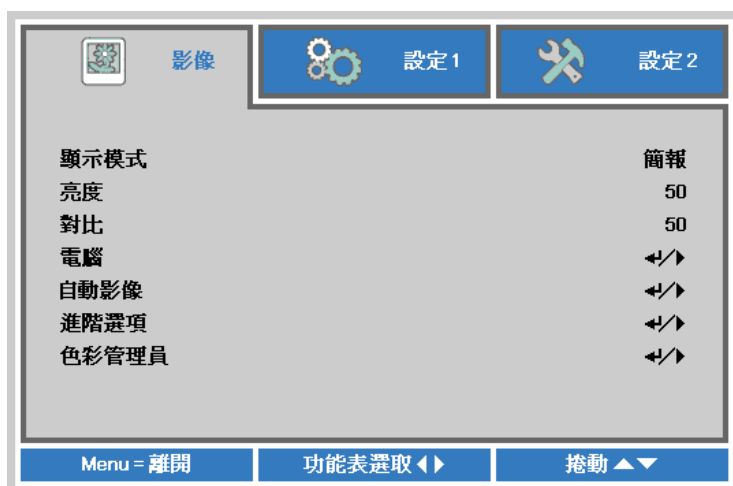 影像 設定1 設定2
顯示模式 簡報
亮度 50
對比 50
電腦 ↵/▶
自動影像 ↵/▶
進階選項 ↵/▶
色彩管理員 ↵/▶
Menu = 離開 功能表選取◀▶ 捲動▲▼